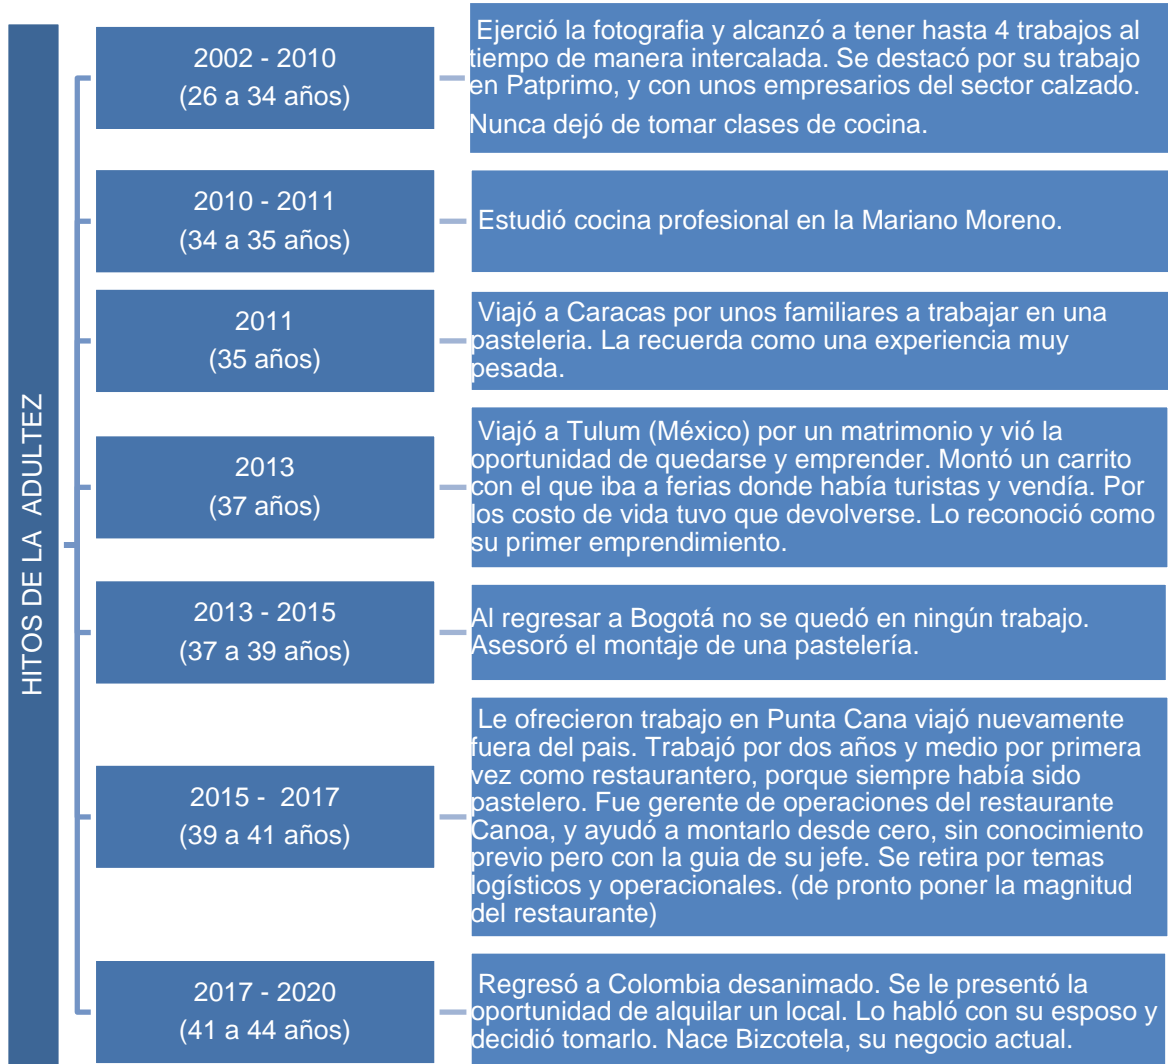 HITOS DE LA ADULTEZ
2002 - 2010
(26 a 34 años)
Ejerció la fotografia y alcanzó a tener hasta 4 trabajos al
tiempo de manera intercalada. Se destacó por su trabajo
en Patprimo, y con unos empresarios del sector calzado.
Nunca dejó de tomar clases de cocina.
2010 - 2011
(34 a 35 años)
Estudió cocina profesional en la Mariano Moreno.
2011
(35 años)
Viajó a Caracas por unos familiares a trabajar en una
pasteleria. La recuerda como una experiencia muy
pesada.
2013
(37 años)
Viajó a Tulum (México) por un matrimonio y vió la
oportunidad de quedarse y emprender. Montó un carrito
con el que iba a ferias donde había turistas y vendía. Por
los costo de vida tuvo que devolverse. Lo reconoció como
su primer emprendimiento.
2013 - 2015
(37 a 39 años)
Al regresar a Bogotá no se quedó en ningún trabajo.
Asesoró el montaje de una pastelería.
2015 - 2017
(39 a 41 años)
Le ofrecieron trabajo en Punta Cana viajó nuevamente
fuera del pais. Trabajó por dos años y medio por primera
vez como restaurantero, porque siempre había sido
pastelero. Fue gerente de operaciones del restaurante
Canoa, y ayudó a montarlo desde cero, sin conocimiento
previo pero con la guia de su jefe. Se retira por temas
logísticos y operacionales. (de pronto poner la magnitud
del restaurante)
2017 - 2020
(41 a 44 años)
Regresó a Colombia desanimado. Se le presentó la
oportunidad de alquilar un local. Lo habló con su esposo y
decidió tomarlo. Nace Bizcotela, su negocio actual.